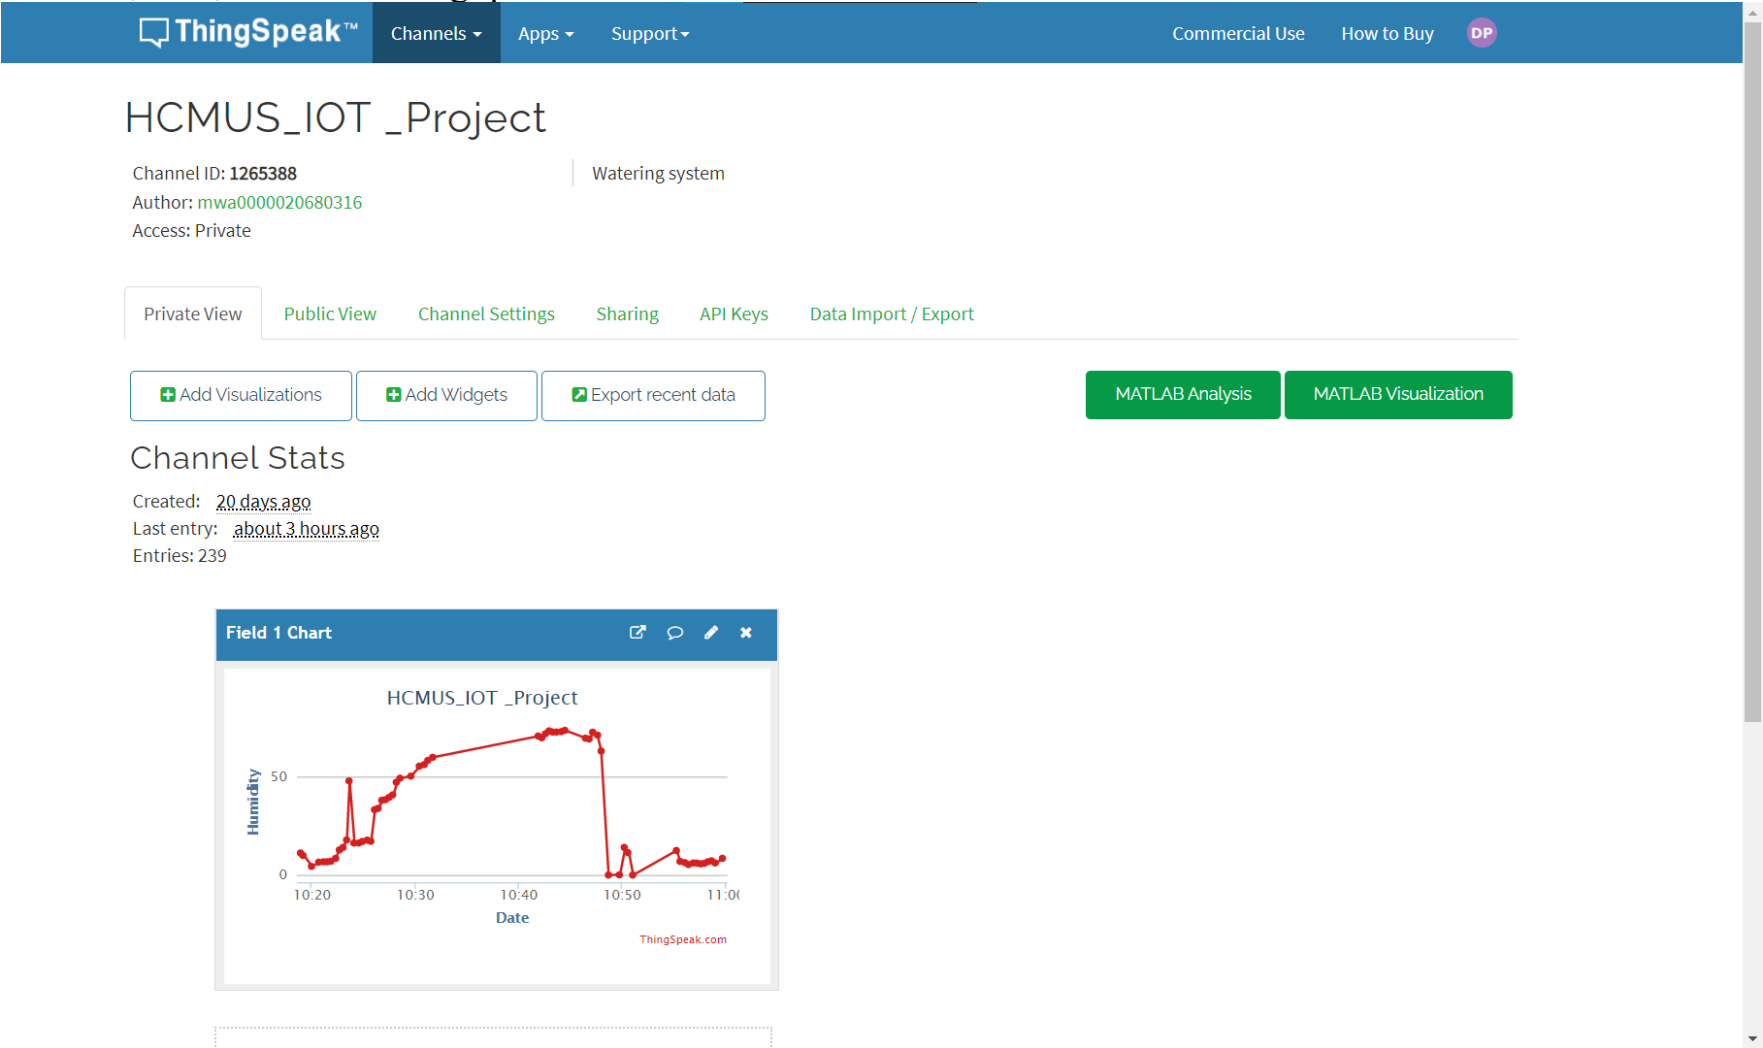 ThingSpeak™ Channels Apps Support Commercial Use How to Buy DP
HCMUS_IOT _Project
Channel ID: 1265388
Author: mwa0000020680316
Access: Private
Watering system
Private View Public View Channel Settings Sharing API Keys Data Import / Export
Add Visualizations Add Widgets Export recent data MATLAB Analysis MATLAB Visualization
Channel Stats
Created: 20 days ago
Last entry: about 3 hours ago
Entries: 239
Field 1 Chart
HCMUS_IOT _Project
Humidity
50
0
10:20 10:30 10:40 10:50 11:00
Date
ThingSpeak.com